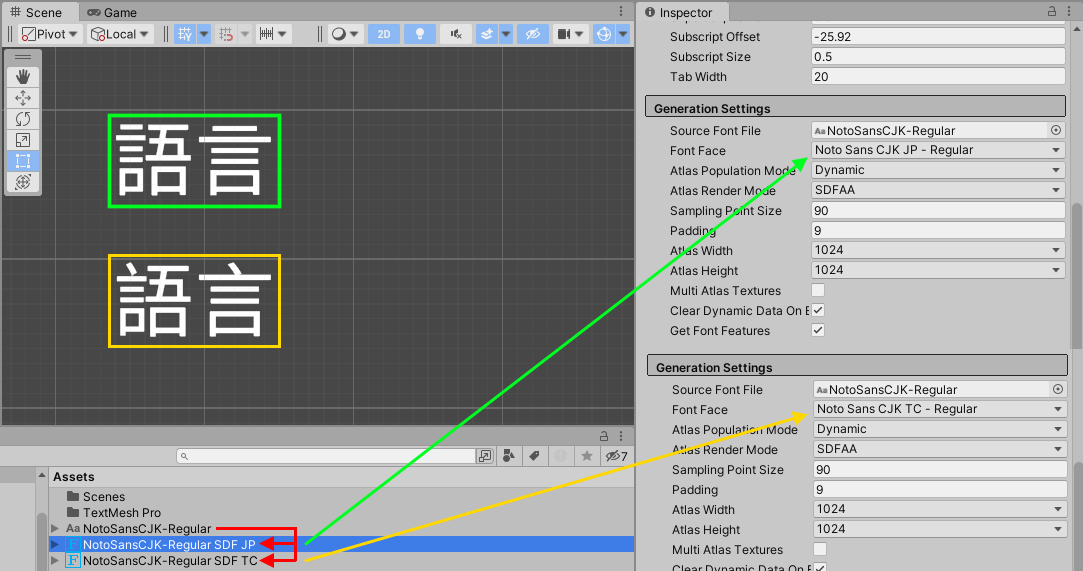 Scene
Game
Pivot
Local
2D
語言
語言
7
Assets
Scenes
TextMesh Pro
Aa NotoSansCJK-Regular
F NotoSansCJK-Regular SDF JP
F NotoSansCJK-Regular SDF TC
Inspector
Subscript Offset -25.92
Subscript Size 0.5
Tab Width 20
Generation Settings
Source Font File Aa NotoSansCJK-Regular
Font Face Noto Sans CJK JP - Regular
Atlas Population Mode Dynamic
Atlas Render Mode SDFAA
Sampling Point Size 90
Padding 9
Atlas Width 1024
Atlas Height 1024
Multi Atlas Textures
Clear Dynamic Data On
Get Font Features
Generation Settings
Source Font File Aa NotoSansCJK-Regular
Font Face Noto Sans CJK TC - Regular
Atlas Population Mode Dynamic
Atlas Render Mode SDFAA
Sampling Point Size 90
Padding 9
Atlas Width 1024
Atlas Height 1024
Multi Atlas Textures
Clear Dynamic Data On